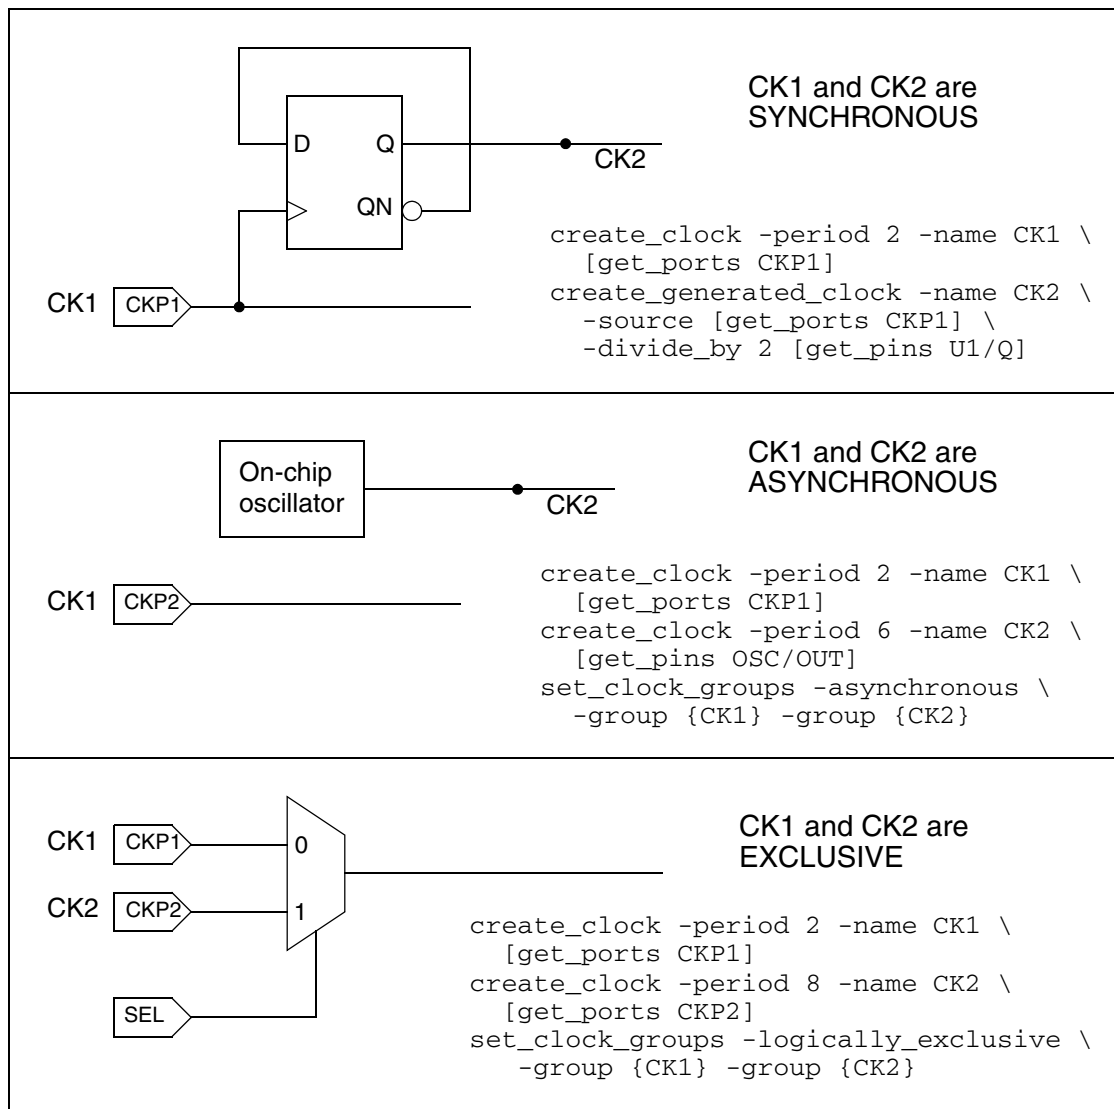 CK1 and CK2 are
SYNCHRONOUS
D
Q
CK2
QN
create_clock -period 2 -name CK1 \
[get_ports CKP1]
create_generated_clock -name CK2 \
-source [get_ports CKP1] \
-divide_by 2 [get_pins U1/Q]
CK1
CKP1
CK1 and CK2 are
ASYNCHRONOUS
On-chip
oscillator
CK2
CK1
CKP2
create_clock -period 2 -name CK1 \
[get_ports CKP1]
create_clock -period 6 -name CK2 \
[get_pins OSC/OUT]
set_clock_groups -asynchronous \
-group {CK1} -group {CK2}
CK1
CKP1
0
CK2
CKP2
1
SEL
CK1 and CK2 are
EXCLUSIVE
create_clock -period 2 -name CK1 \
[get_ports CKP1]
create_clock -period 8 -name CK2 \
[get_ports CKP2]
set_clock_groups -logically_exclusive \
-group {CK1} -group {CK2}